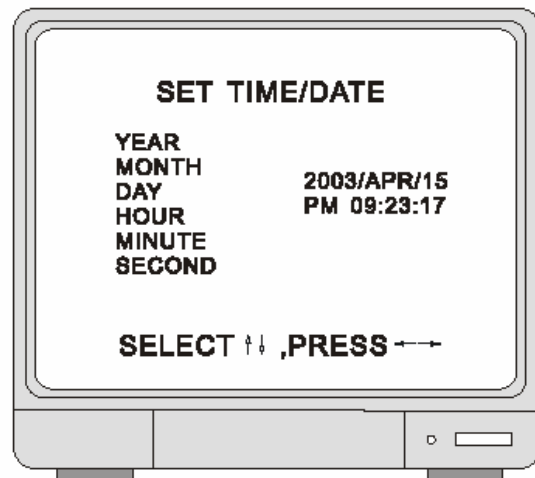 SET TIME/DATE
YEAR
MONTH
DAY
HOUR
MINUTE
SECOND
2003/APR/15
PM 09:23:17
SELECT ↑↓ ,PRESS ←→